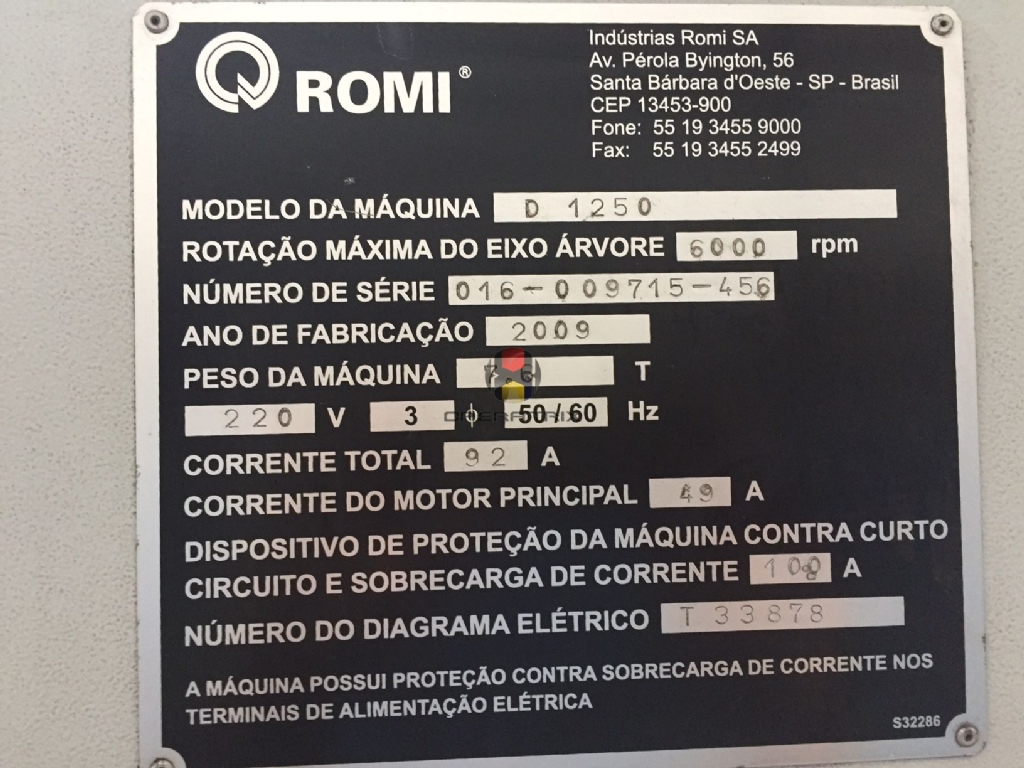 ROMI®
Indústrias Romi SA
Av. Pérola Byington, 56
Santa Bárbara d'Oeste - SP - Brasil
CEP 13453-900
Fone: 55 19 3455 9000
Fax: 55 19 3455 2499
MODELO DA MÁQUINA D 1250
ROTAÇÃO MÁXIMA DO EIXO ÁRVORE 6000 rpm
NÚMERO DE SÉRIE 016-009715-456
ANO DE FABRICAÇÃO 2009
PESO DA MÁQUINA T
220 V 3 ϕ 50/60 Hz
CORRENTE TOTAL 92 A
CORRENTE DO MOTOR PRINCIPAL 49 A
DISPOSITIVO DE PROTEÇÃO DA MÁQUINA CONTRA CURTO
CIRCUITO E SOBRECARGA DE CORRENTE 100 A
NÚMERO DO DIAGRAMA ELÉTRICO T 33878
A MÁQUINA POSSUI PROTEÇÃO CONTRA SOBRECARGA DE CORRENTE NOS
TERMINAIS DE ALIMENTAÇÃO ELÉTRICA
S32286